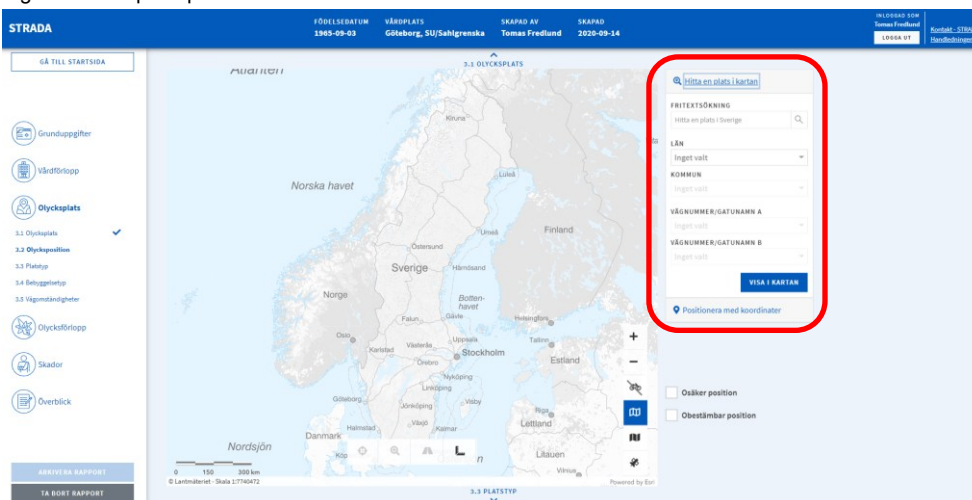 STRADA
FÖDELSEDATUM VÅRDPLATS SKAPAD AV SKAPAD
1965-09-03 Göteborg, SU/Sahlgrenska Tomas Fredlund 2020-09-14
INLOGGAD SOM
Tomas Fredlund
LOGGA UT
Kontakt - STRA
Handledningen
GÅ TILL STARTSIDA
Grunduppgifter
Vårdförlopp
Olycksplats
3.1 Olycksplats
3.2 Olycksposition
3.3 Platstyp
3.4 Bebyggelsetyp
3.5 Vägomständigheter
Olycksförlopp
Skador
Överblick
ARKIVERA RAPPORT
TA BORT RAPPORT
3.1 OLYCKSPLATS
Atlanten
Kiruna
Norska havet
Luleå
Umeå
Finland
Östersund
Sverige
Härnösand
Norge
Botten-
havet
Falun
Gävle
Helsingfors
Oslo
Uppsala
Tallinn
Karlstad
Västerås
Stockholm
Örebro
Estland
Nyköping
Linköping
Göteborg
Jönköping
Visby
Riga
Halmstad
Växjö
Kalmar
Lettland
Danmark
Nordsjön
Köp
n
Litauen
Vilnius
0 150 300 km
© Lantmäteriet - Skala 1:7740472
Powered by Esri
3.3 PLATSTYP
Hitta en plats i kartan
FRITEXTSÖKNING
Hitta en plats i Sverige
LÄN
Inget valt
KOMMUN
Inget valt
VÄGNUMMER/GATUNAMN A
Inget valt
VÄGNUMMER/GATUNAMN B
Inget valt
VISA I KARTAN
Positionera med koordinater
Osäker position
Obestämbar position